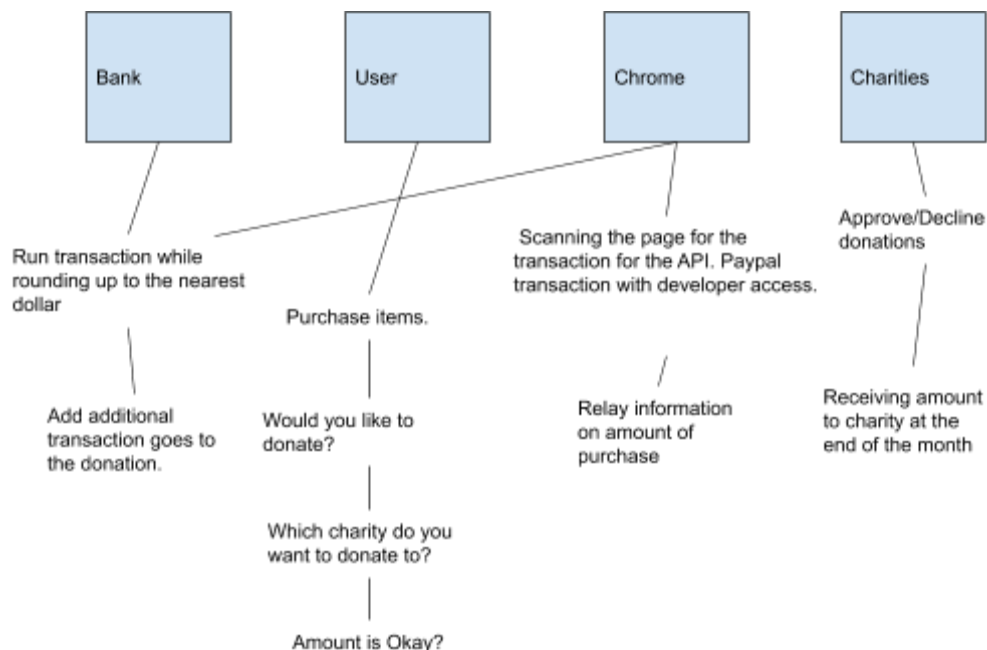 Bank
User
Chrome
Charities
Run transaction while
rounding up to the nearest
dollar
Add additional
transaction goes to
the donation.
Purchase items.
Would you like to
donate?
Which charity do you
want to donate to?
Amount is Okay?
Scanning the page for the
transaction for the API. Paypal
transaction with developer access.
Relay information
on amount of
purchase
Approve/Decline
donations
Receiving amount
to charity at the
end of the month